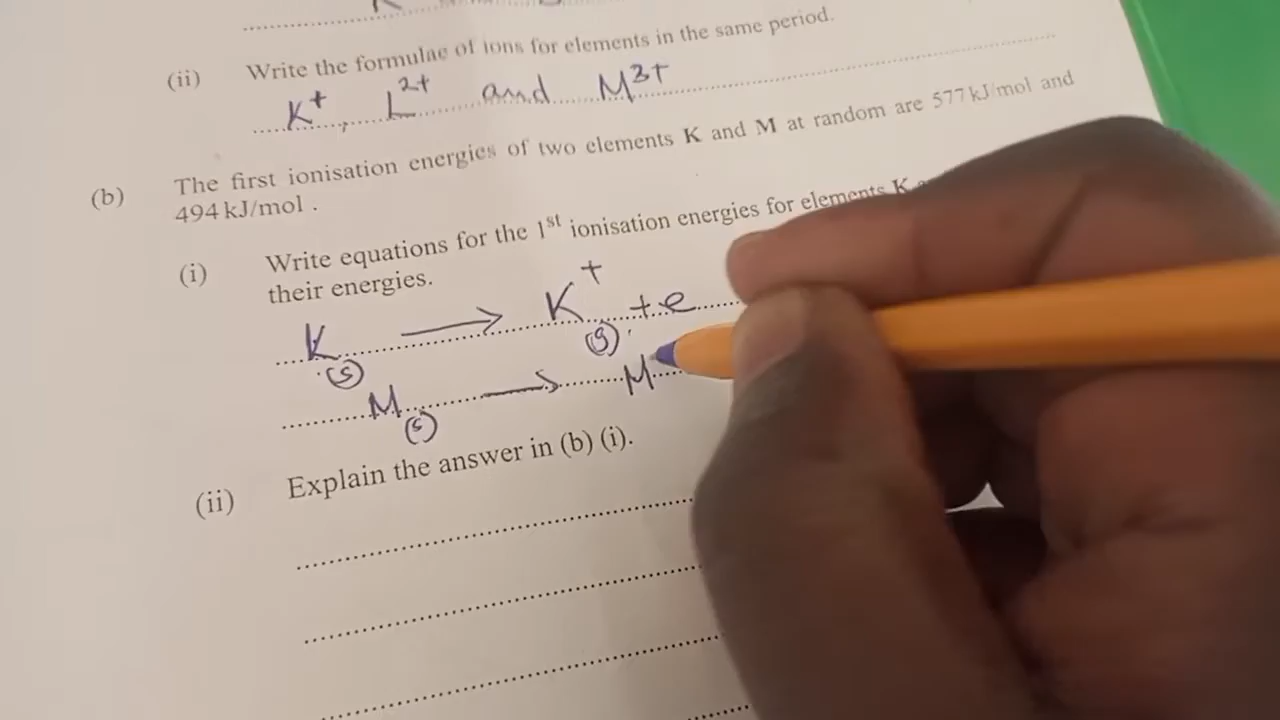 (ii) Write the formulae of ions for elements in the same period.
K⁺, L²⁺ and M³⁺
(b) The first ionisation energies of two elements K and M at random are 577 kJ/mol and
494 kJ/mol .
(i) Write equations for the 1st ionisation energies for elements K
their energies.
K(s) → K⁺(g) + e
M(s) → M
(ii) Explain the answer in (b) (i).